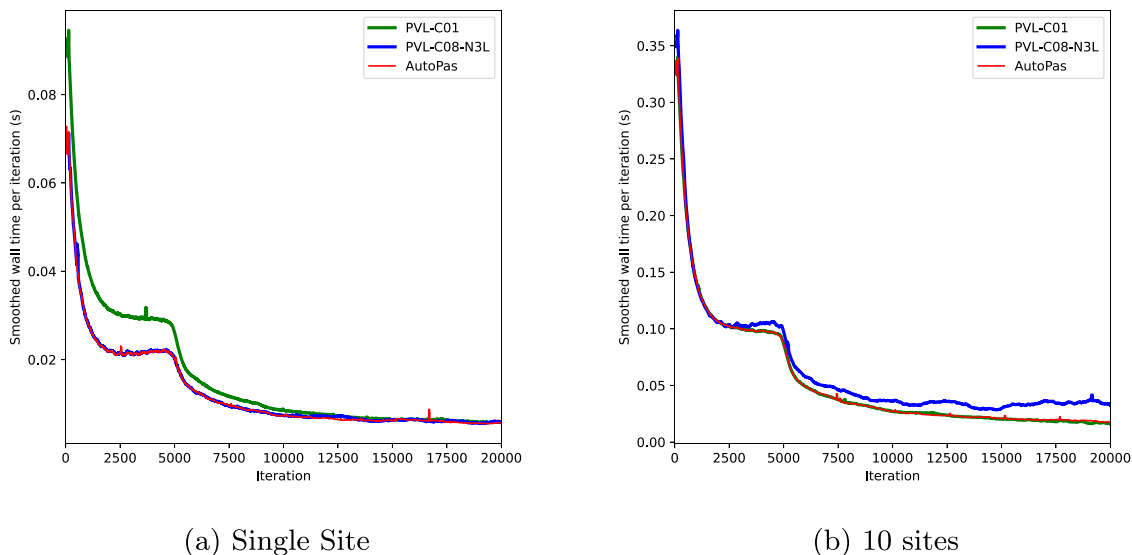 PVL-C01
PVL-C08-N3L
AutoPas
0.08
0.06
0.04
0.02
Smoothed wall time per iteration (s)
0 2500 5000 7500 10000 12500 15000 17500 20000
Iteration
(a) Single Site
PVL-C01
PVL-C08-N3L
AutoPas
0.35
0.30
0.25
0.20
0.15
0.10
0.05
0.00
Smoothed wall time per iteration (s)
0 2500 5000 7500 10000 12500 15000 17500 20000
Iteration
(b) 10 sites